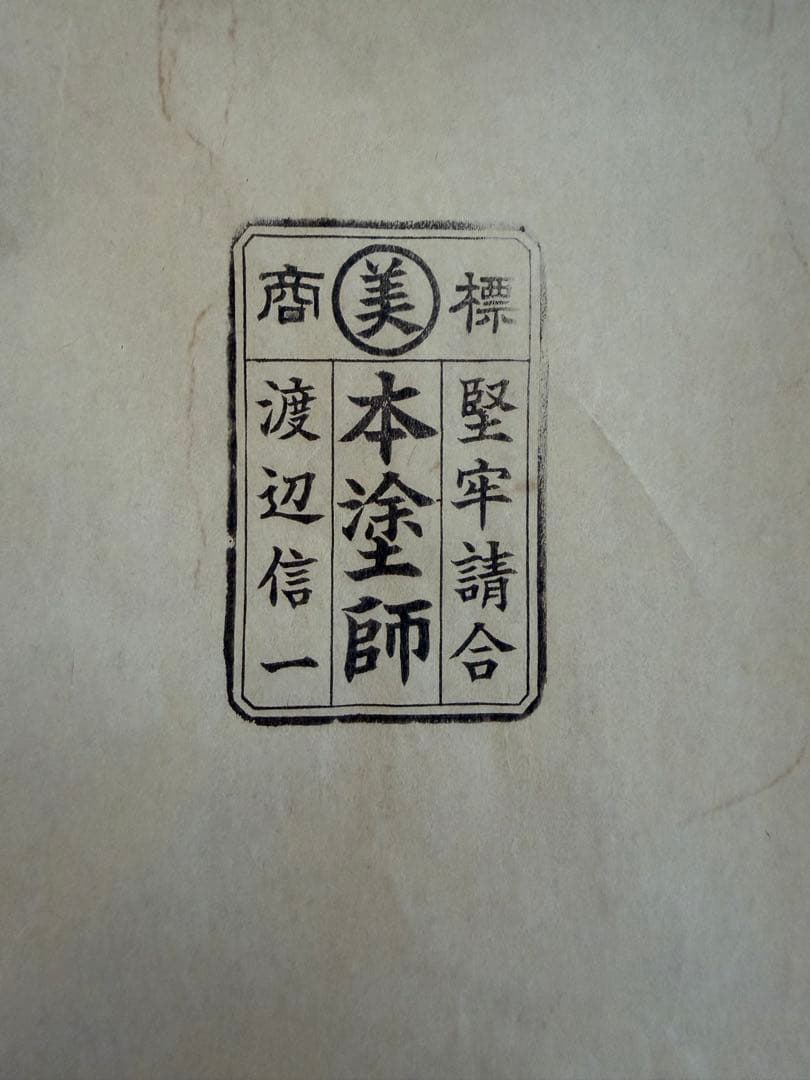 商美標
堅牢請合
本塗師
渡辺信一